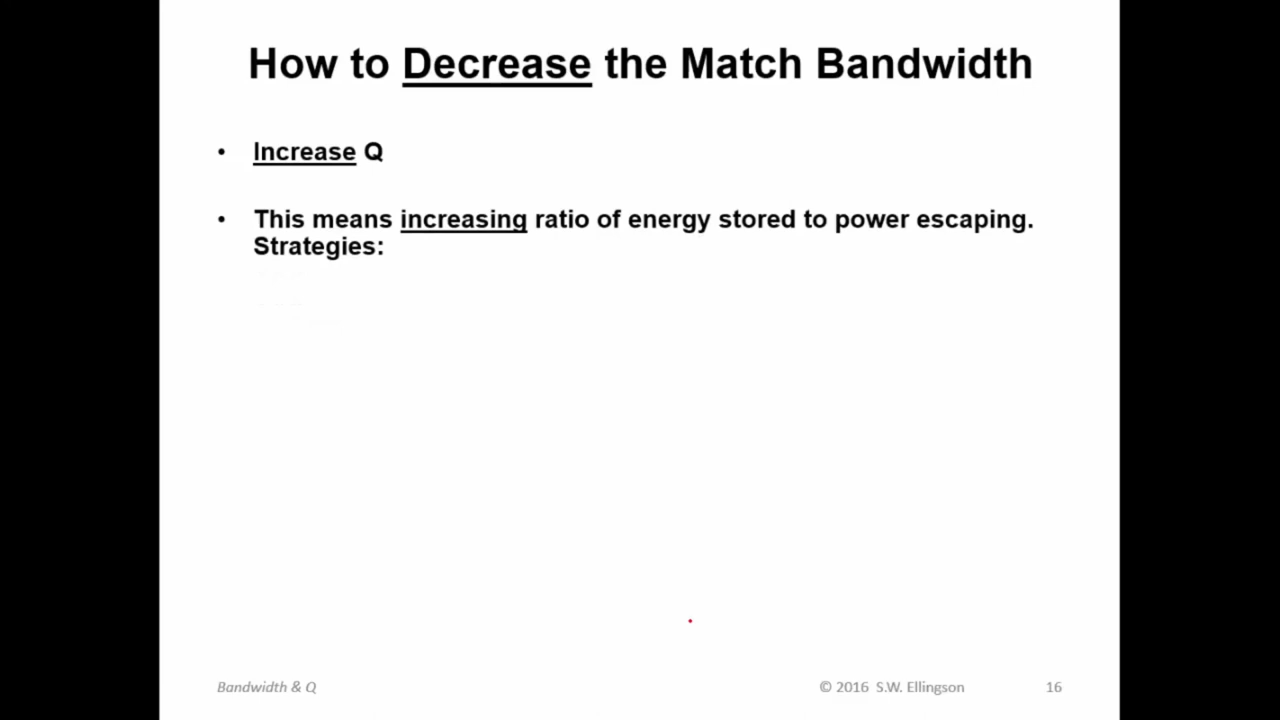 How to Decrease the Match Bandwidth
• Increase Q
• This means increasing ratio of energy stored to power escaping.
Strategies:
Bandwidth & Q
© 2016 S.W. Ellingson
16